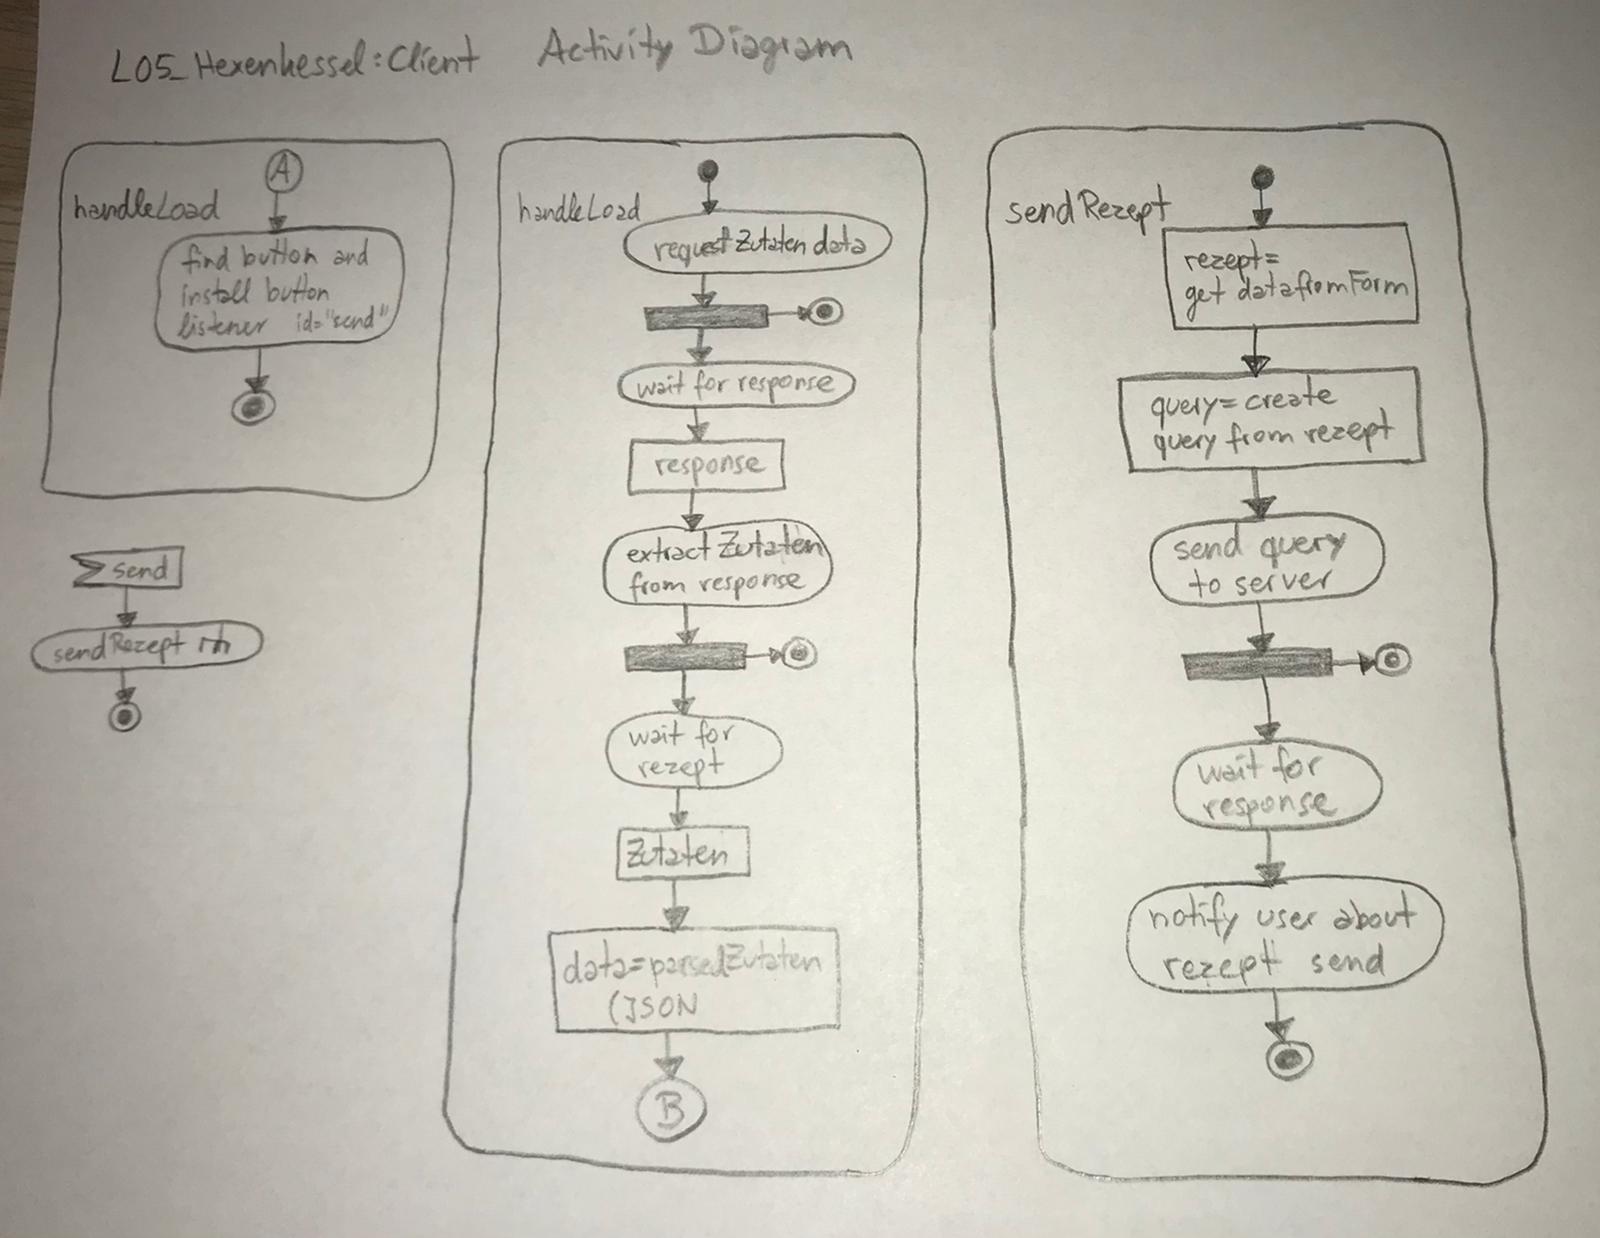 L05_Hexenkessel:Client Activity Diagram
A
handleLoad
find button and
install button
listener id="send"
send
sendRezept
handleLoad
request Zutaten data
wait for response
response
extract Zutaten
from response
wait for
rezept
Zutaten
data=parsedZutaten
(JSON
B
sendRezept
rezept=
get datafromForm
query=create
query from rezept
send query
to server
wait for
response
notify user about
rezept send